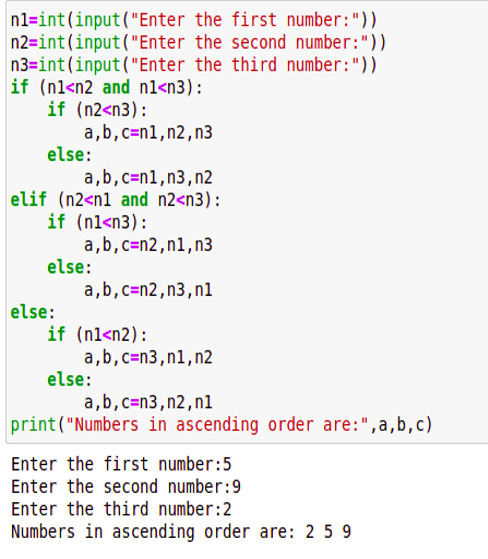 n1=int(input("Enter the first number:"))
n2=int(input("Enter the second number:"))
n3=int(input("Enter the third number:"))
if (n1<n2 and n1<n3):
    if (n2<n3):
        a,b,c=n1,n2,n3
    else:
        a,b,c=n1,n3,n2
elif (n2<n1 and n2<n3):
    if (n1<n3):
        a,b,c=n2,n1,n3
    else:
        a,b,c=n2,n3,n1
else:
    if (n1<n2):
        a,b,c=n3,n1,n2
    else:
        a,b,c=n3,n2,n1
print("Numbers in ascending order are:",a,b,c)
Enter the first number:5
Enter the second number:9
Enter the third number:2
Numbers in ascending order are: 2 5 9